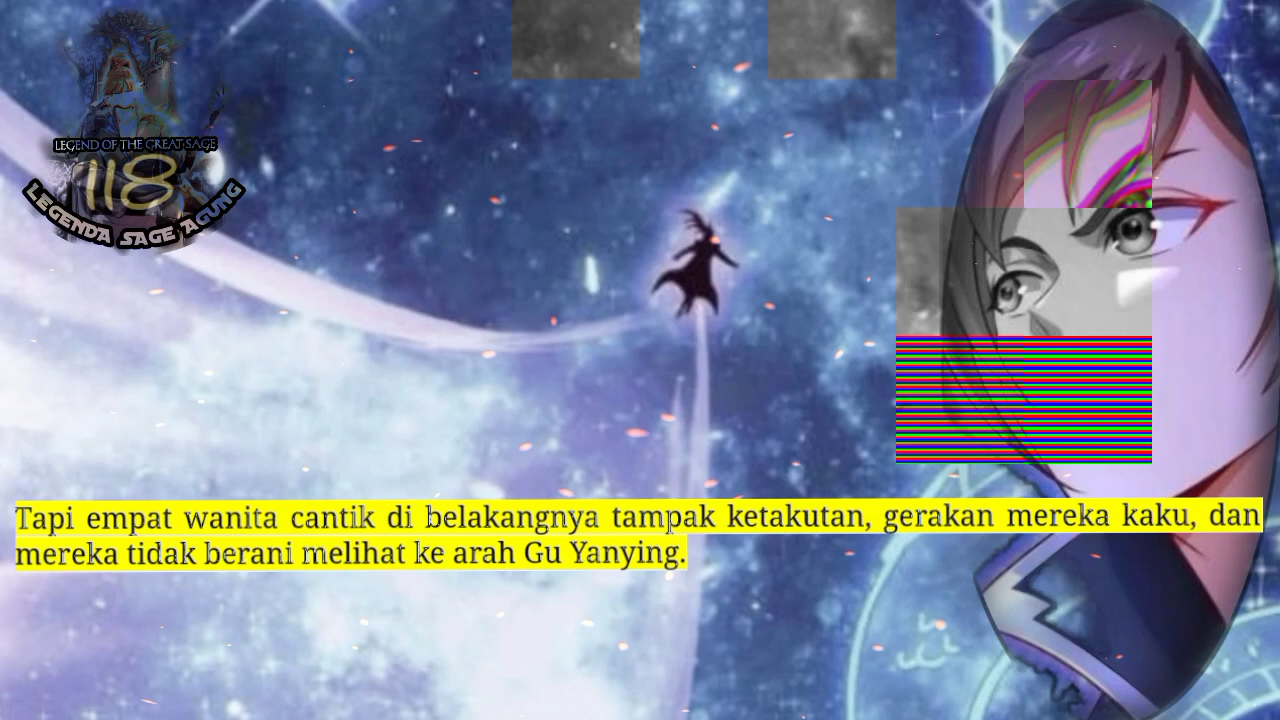 LEGEND OF THE GREAT SAGE
118
LEGENDA SAGE AGUNG
Tapi empat wanita cantik di belakangnya tampak ketakutan, gerakan mereka kaku, dan
mereka tidak berani melihat ke arah Gu Yanying.